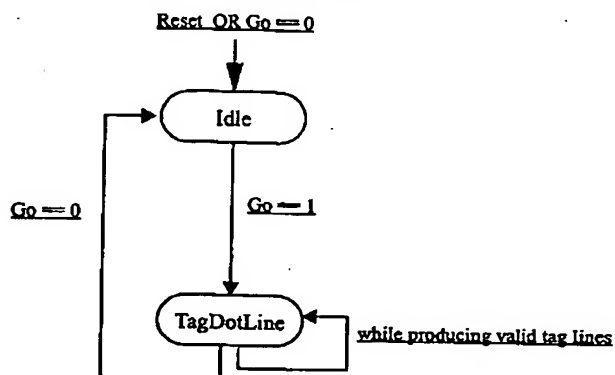 Reset OR Go == 0
Idle
Go == 0
Go == 1
TagDotLine
while producing valid tag lines